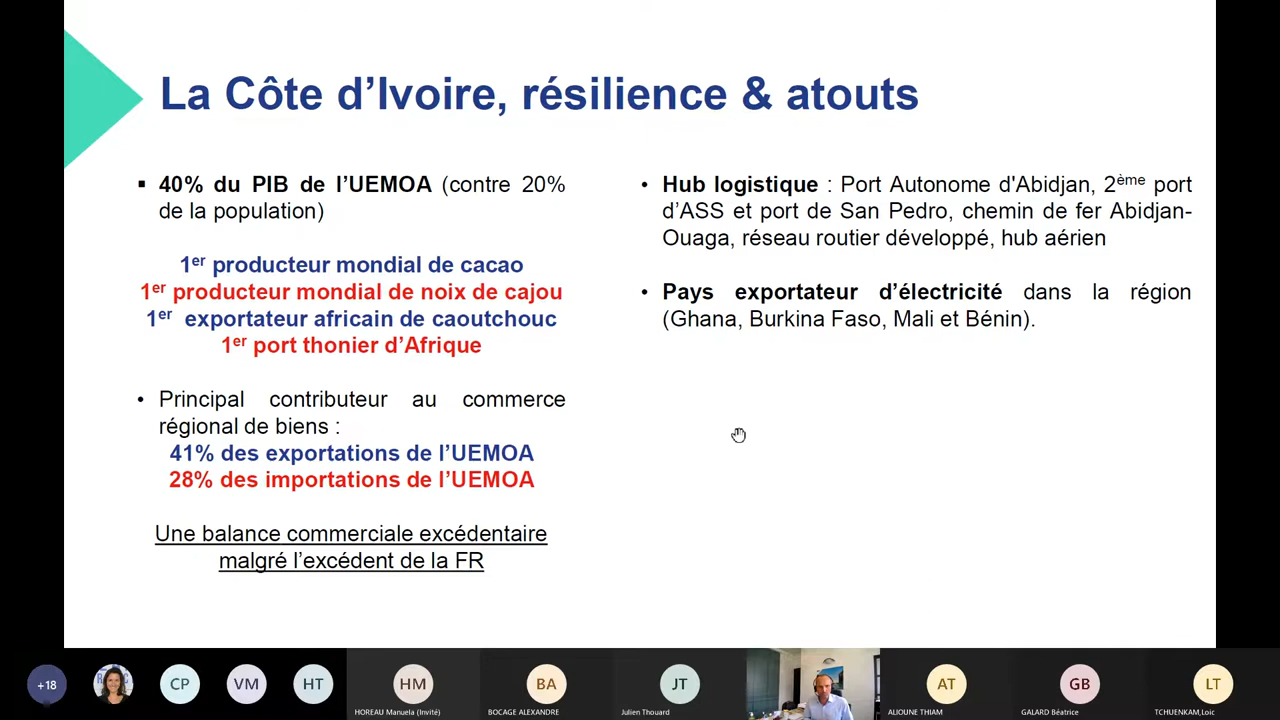 La Côte d’Ivoire, résilience & atouts
▪ 40% du PIB de l’UEMOA (contre 20%
de la population)
1er producteur mondial de cacao
1er producteur mondial de noix de cajou
1er exportateur africain de caoutchouc
1er port thonier d’Afrique
• Principal contributeur au commerce
régional de biens :
41% des exportations de l’UEMOA
28% des importations de l’UEMOA
Une balance commerciale excédentaire
malgré l’excédent de la FR
• Hub logistique : Port Autonome d'Abidjan, 2ème port
d’ASS et port de San Pedro, chemin de fer Abidjan-
Ouaga, réseau routier développé, hub aérien
• Pays exportateur d’électricité dans la région
(Ghana, Burkina Faso, Mali et Bénin).
+18
CP
VM
HT
HM
HOREAU Manuela (Invité)
BA
BOCAGE ALEXANDRE
JT
Julien Thouard
AT
ALIOUNE THIAM
GB
GALARD Béatrice
LT
TCHUENKAM,Loic